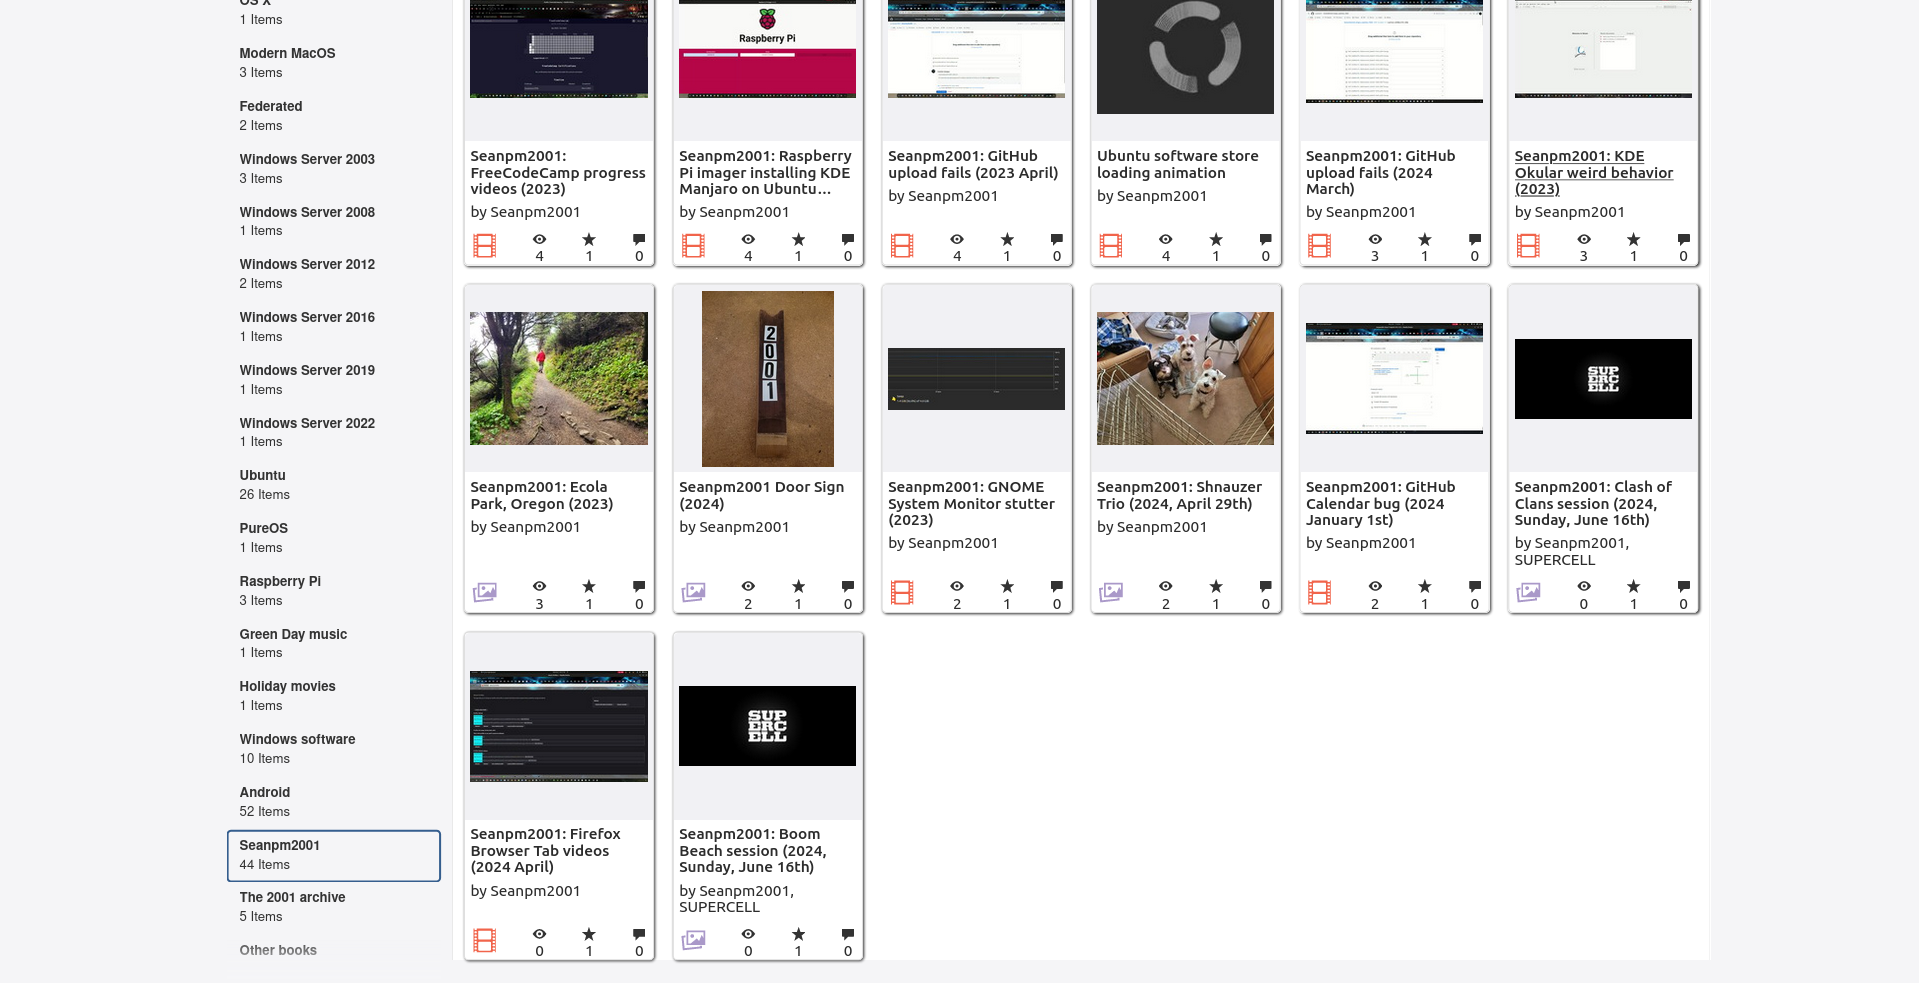 OS X
1 Items
Modern MacOS
3 Items
Federated
2 Items
Windows Server 2003
3 Items
Windows Server 2008
1 Items
Windows Server 2012
2 Items
Windows Server 2016
1 Items
Windows Server 2019
1 Items
Windows Server 2022
1 Items
Ubuntu
26 Items
PureOS
1 Items
Raspberry Pi
3 Items
Green Day music
1 Items
Holiday movies
1 Items
Windows software
10 Items
Android
52 Items
Seanpm2001
44 Items
The 2001 archive
5 Items
Other books
Seanpm2001:
FreeCodeCamp progress
videos (2023)
by Seanpm2001
4 1 0
Raspberry Pi
Seanpm2001: Raspberry
Pi imager installing KDE
Manjaro on Ubuntu...
by Seanpm2001
4 1 0
Seanpm2001: GitHub
upload fails (2023 April)
by Seanpm2001
4 1 0
Ubuntu software store
loading animation
by Seanpm2001
4 1 0
Seanpm2001: GitHub
upload fails (2024
March)
by Seanpm2001
3 1 0
Seanpm2001: KDE
Okular weird behavior
(2023)
by Seanpm2001
3 1 0
Seanpm2001: Ecola
Park, Oregon (2023)
by Seanpm2001
3 1 0
2001
Seanpm2001 Door Sign
(2024)
by Seanpm2001
2 1 0
Seanpm2001: GNOME
System Monitor stutter
(2023)
by Seanpm2001
2 1 0
Seanpm2001: Shnauzer
Trio (2024, April 29th)
by Seanpm2001
2 1 0
Seanpm2001: GitHub
Calendar bug (2024
January 1st)
by Seanpm2001
2 1 0
SUP
ERC
ELL
Seanpm2001: Clash of
Clans session (2024,
Sunday, June 16th)
by Seanpm2001,
SUPERCELL
0 1 0
Seanpm2001: Firefox
Browser Tab videos
(2024 April)
by Seanpm2001
0 1 0
SUP
ERC
ELL
Seanpm2001: Boom
Beach session (2024,
Sunday, June 16th)
by Seanpm2001,
SUPERCELL
0 1 0